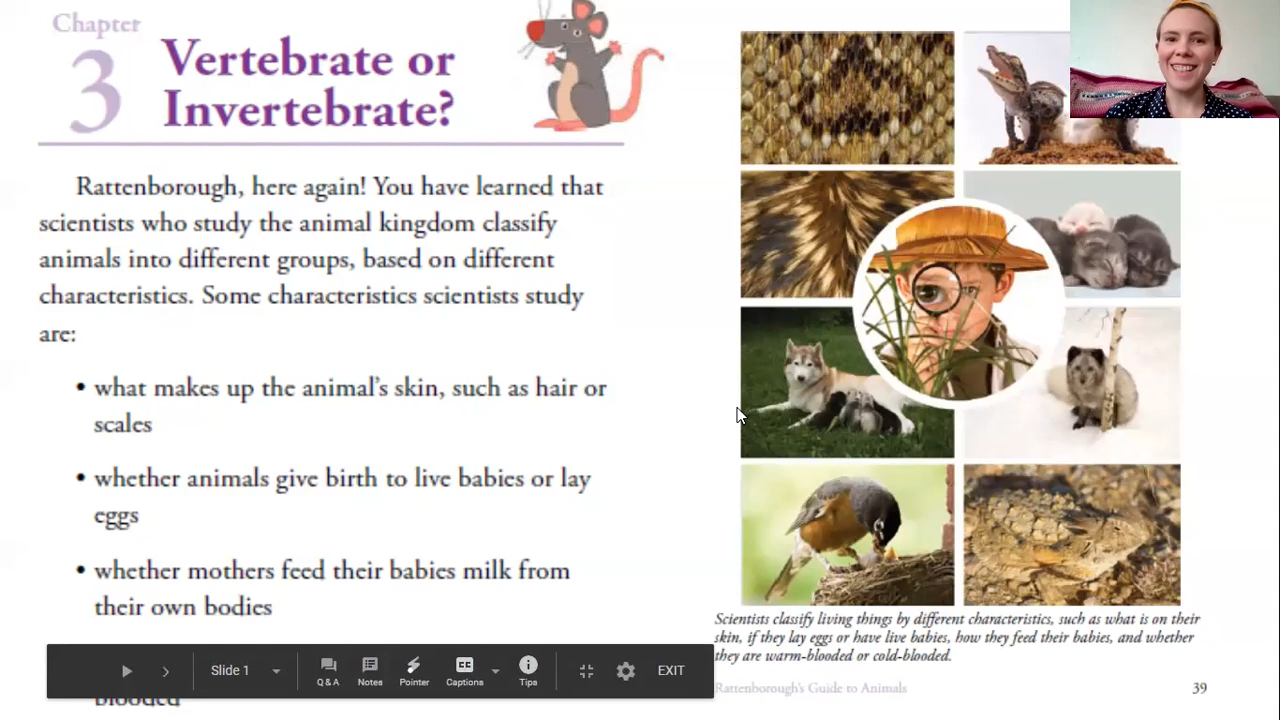 Chapter
3
Vertebrate or
Invertebrate?
Rattenborough, here again! You have learned that
scientists who study the animal kingdom classify
animals into different groups, based on different
characteristics. Some characteristics scientists study
are:
• what makes up the animal's skin, such as hair or
scales
• whether animals give birth to live babies or lay
eggs
• whether mothers feed their babies milk from
their own bodies
blooded
Scientists classify living things by different characteristics, such as what is on their
skin, if they lay eggs or have live babies, how they feed their babies, and whether
they are warm-blooded or cold-blooded.
Rattenborough's Guide to Animals
39
Slide 1
Q & A
Notes
Pointer
CC
Captions
Tips
EXIT